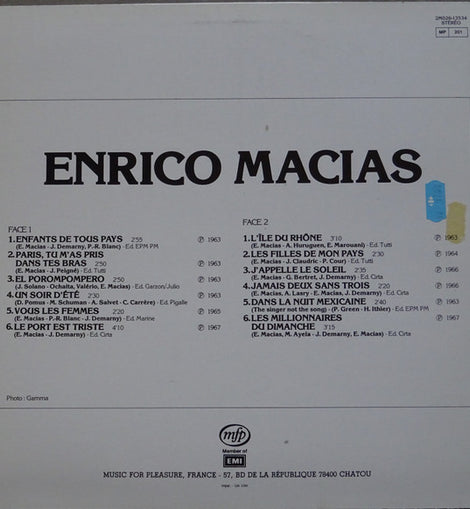 2M026-13534
STÉRÉO
MP 351
ENRICO MACIAS
FACE 1
1. ENFANTS DE TOUS PAYS 2'55 ℗ 1963
(E. Macias - J. Demarny, P.-R. Blanc) - Ed. EPM PM
2. PARIS, TU M'AS PRIS
DANS TES BRAS 2'50 ℗ 1964
(E. Macias - J. Peigné) - Ed. Tutti
3. EL POROMPOMPERO 2'50 ℗ 1963
(J. Solano - Ochaita, Valério, E. Macias) - Ed. Garzon/Julio
4. UN SOIR D'ÉTÉ 2'30 ℗ 1964
(D. Pomus - M. Schuman - A. Salvet - C. Carrère) - Ed. Pigalle
5. VOUS LES FEMMES 2'20 ℗ 1965
(E. Macias - P.-R. Blanc - J. Demarny) - Ed. Marine
6. LE PORT EST TRISTE 4'10 ℗ 1967
(E. Macias - J. Demarny) - Ed. Cirta
FACE 2
1. L'ÎLE DU RHÔNE 3'10 ℗ 1963
(E. Macias - A. Huruguen, E. Marouani) - Ed. Tutti
2. LES FILLES DE MON PAYS 2'30 ℗ 1964
(E. Macias - J. Claudric - P. Cour) - Ed. Tutti
3. J'APPELLE LE SOLEIL 2'35 ℗ 1966
(E. Macias - G. Bertret, J. Demarny) - Ed. Cirta
4. JAMAIS DEUX SANS TROIS 2'20 ℗ 1966
(E. Macias, A. Lasry - E. Macias, J. Demarny) - Ed. Cirta
5. DANS LA NUIT MEXICAINE 2'40 ℗ 1963
(The singer not the song) - (P. Green - H. Ithier) - Ed. EPM PM
6. LES MILLIONNAIRES
DU DIMANCHE 3'15 ℗ 1967
(E. Macias, M. Ayela - J. Demarny, E. Macias) - Ed. Cirta
Photo : Gamma
mfp
Member of
EMI
MUSIC FOR PLEASURE, FRANCE - 57, BD DE LA RÉPUBLIQUE 78400 CHATOU